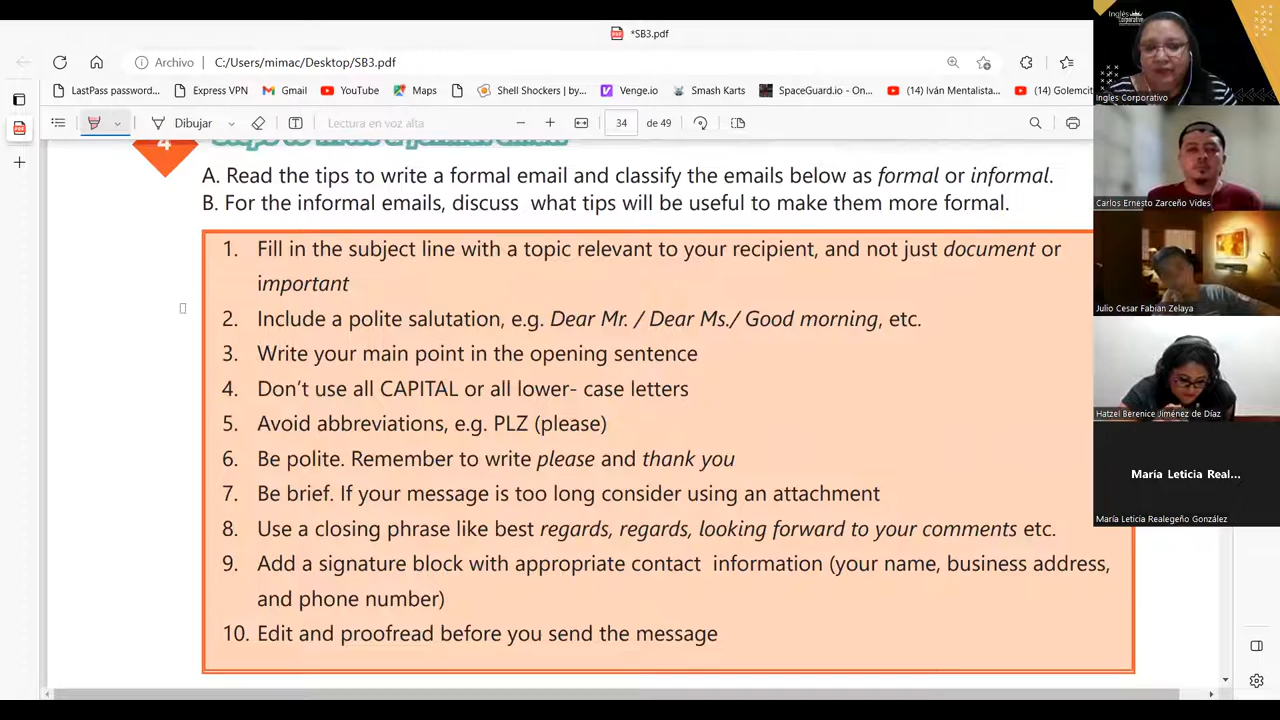 *SB3.pdf
Archivo C:/Users/mimac/Desktop/SB3.pdf
LastPass password... Express VPN Gmail YouTube Shell Shockers | by... Venge.io Smash Karts SpaceGuard.io - On... (14) Iván Mentalista... (14) Golemcit
Dibujar Lectura en voz alta 34 de 49
4
A. Read the tips to write a formal email and classify the emails below as formal or informal.
B. For the informal emails, discuss what tips will be useful to make them more formal.
1. Fill in the subject line with a topic relevant to your recipient, and not just document or
important
2. Include a polite salutation, e.g. Dear Mr. / Dear Ms./ Good morning, etc.
3. Write your main point in the opening sentence
4. Don't use all CAPITAL or all lower- case letters
5. Avoid abbreviations, e.g. PLZ (please)
6. Be polite. Remember to write please and thank you
7. Be brief. If your message is too long consider using an attachment
8. Use a closing phrase like best regards, regards, looking forward to your comments etc.
9. Add a signature block with appropriate contact information (your name, business address,
and phone number)
10. Edit and proofread before you send the message
Inglés
Corporativo
Ingles Corporativo
Carlos Ernesto Zarceño Vides
Julio Cesar Fabian Zelaya
Hatzel Berenice Jiménez de Díaz
María Leticia Real...
María Leticia Realegeño González